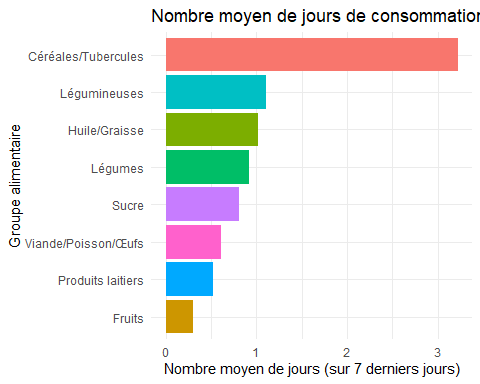 Nombre moyen de jours de consommation
Céréales/Tubercules
Légumineuses
Huile/Graisse
Légumes
Sucre
Viande/Poisson/Œufs
Produits laitiers
Fruits
Groupe alimentaire
0 1 2 3
Nombre moyen de jours (sur 7 derniers jours)